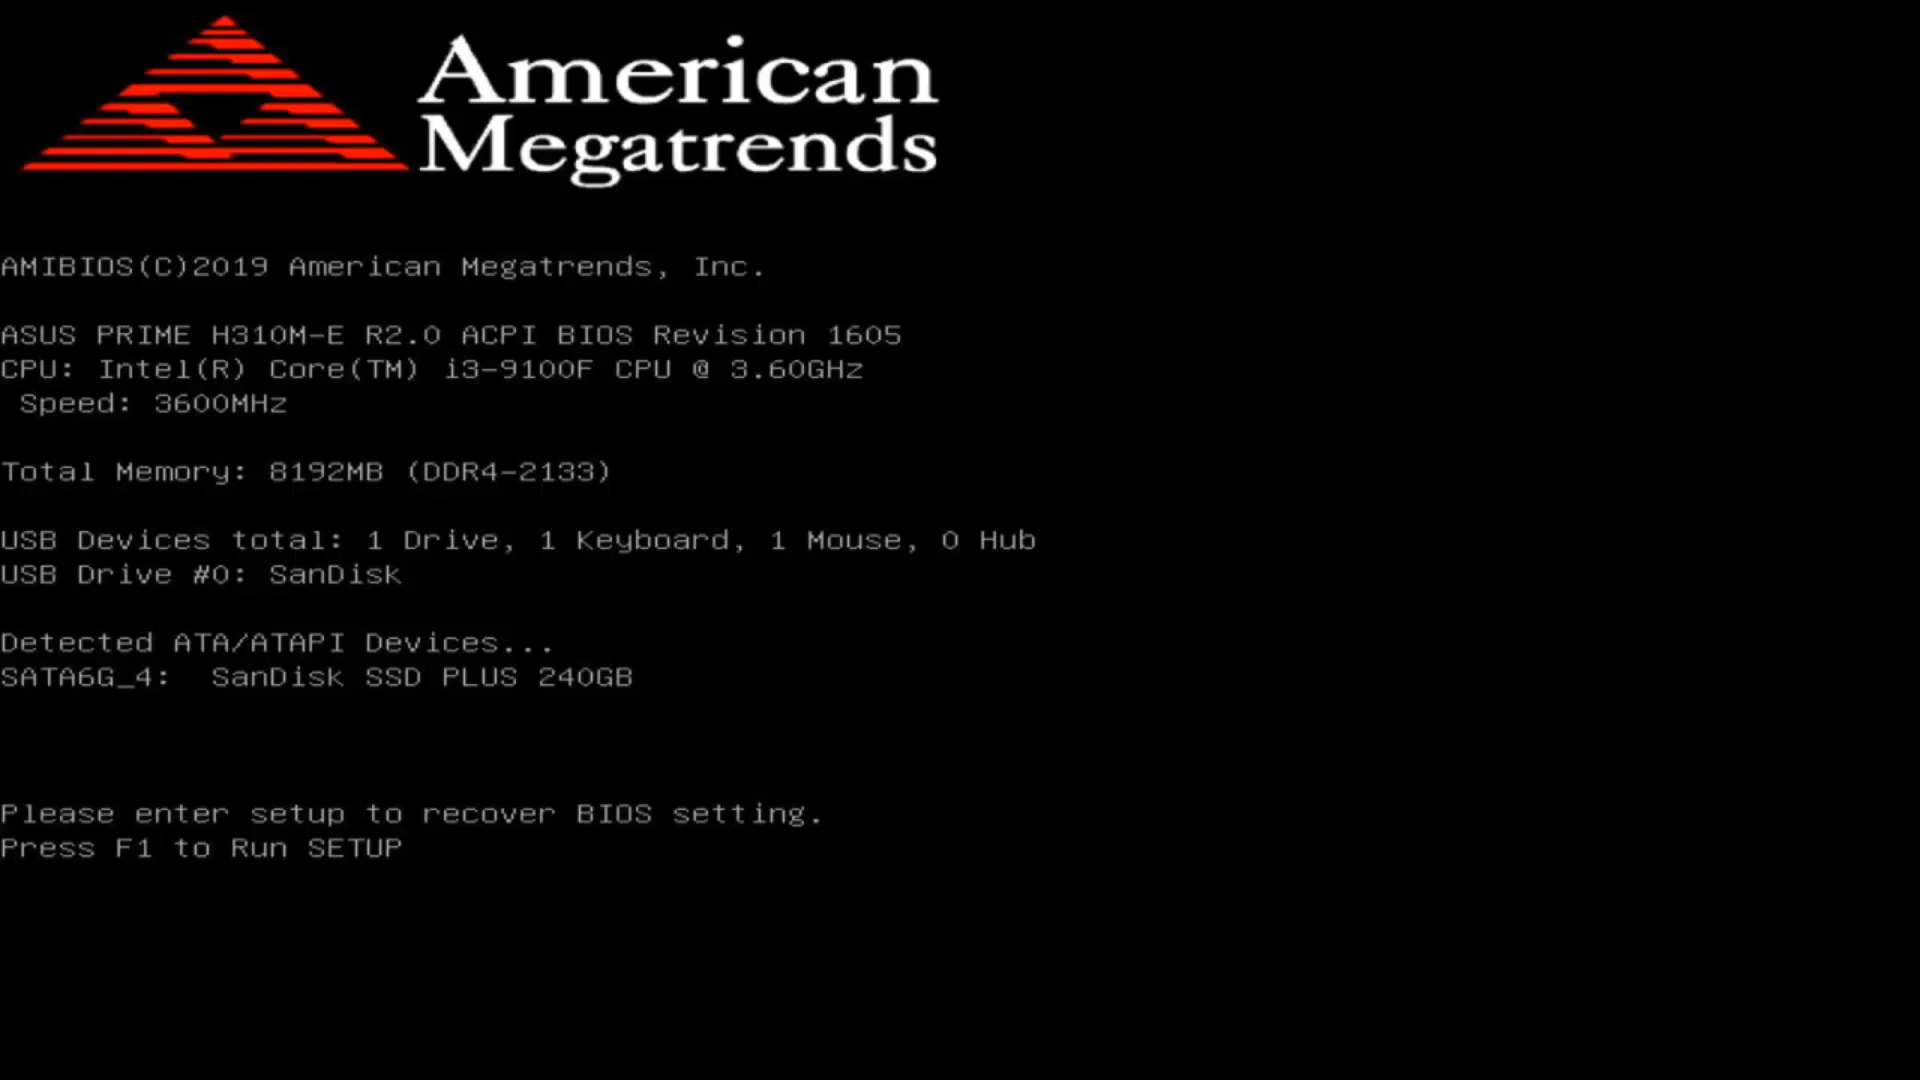 American
Megatrends
AMIBIOS(C)2019 American Megatrends, Inc.
ASUS PRIME H310M-E R2.0 ACPI BIOS Revision 1605
CPU: Intel(R) Core(TM) i3-9100F CPU @ 3.60GHz
Speed: 3600MHz
Total Memory: 8192MB (DDR4-2133)
USB Devices total: 1 Drive, 1 Keyboard, 1 Mouse, 0 Hub
USB Drive #0: SanDisk
Detected ATA/ATAPI Devices...
SATA6G_4: SanDisk SSD PLUS 240GB
Please enter setup to recover BIOS setting.
Press F1 to Run SETUP